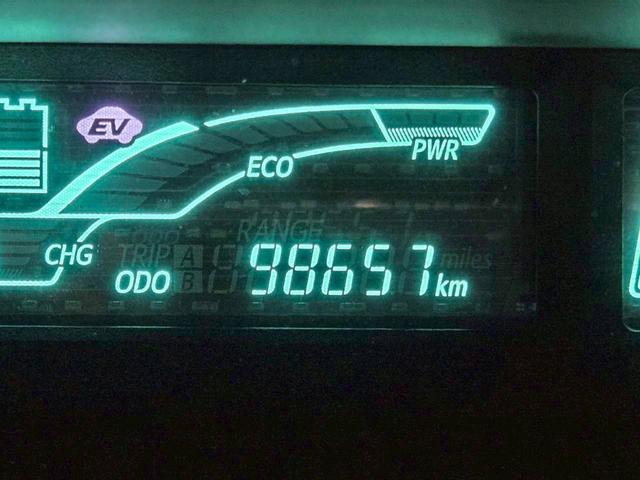 EV
ECO
PWR
CHG
RANGE
TRIP A
B
miles
ODO 98657 km